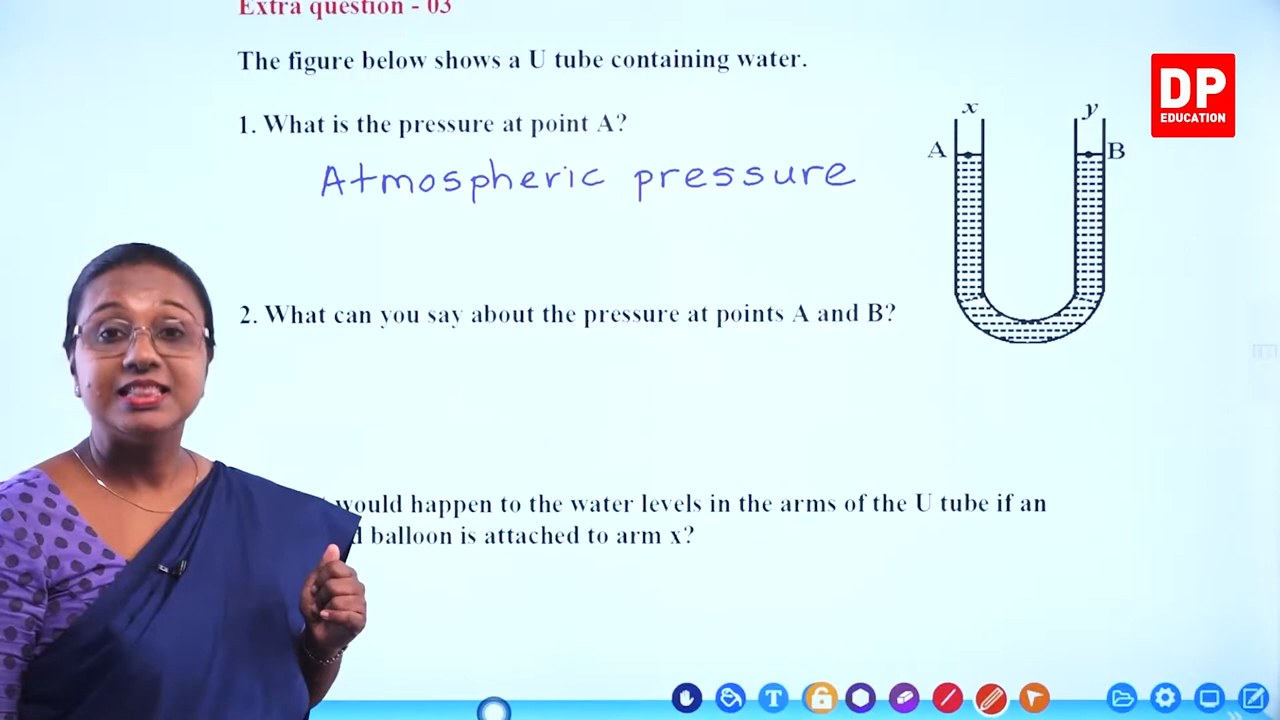 Extra question - 03
The figure below shows a U tube containing water.
DP
EDUCATION
1. What is the pressure at point A?
x
y
A
B
Atmospheric pressure
2. What can you say about the pressure at points A and B?
would happen to the water levels in the arms of the U tube if an
balloon is attached to arm x?
T